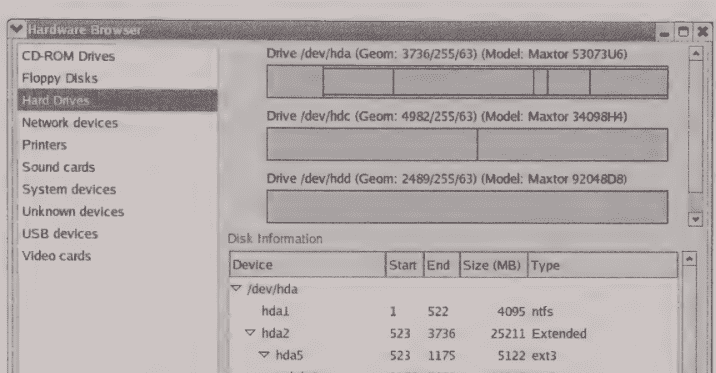 Hardware Browser
CD-ROM Drives
Floppy Disks
Hard Drives
Network devices
Printers
Sound cards
System devices
Unknown devices
USB devices
Video cards
Drive /dev/hda (Geom: 3736/255/63) (Model: Maxtor 53073U6)
Drive /dev/hdc (Geom: 4982/255/63) (Model: Maxtor 34098H4)
Drive /dev/hdd (Geom: 2489/255/63) (Model: Maxtor 92048D8)
Disk Information
Device Start End Size (MB) Type
/dev/hda
hda1 1 522 4095 ntfs
hda2 523 3736 25211 Extended
hda5 523 1175 5122 ext3